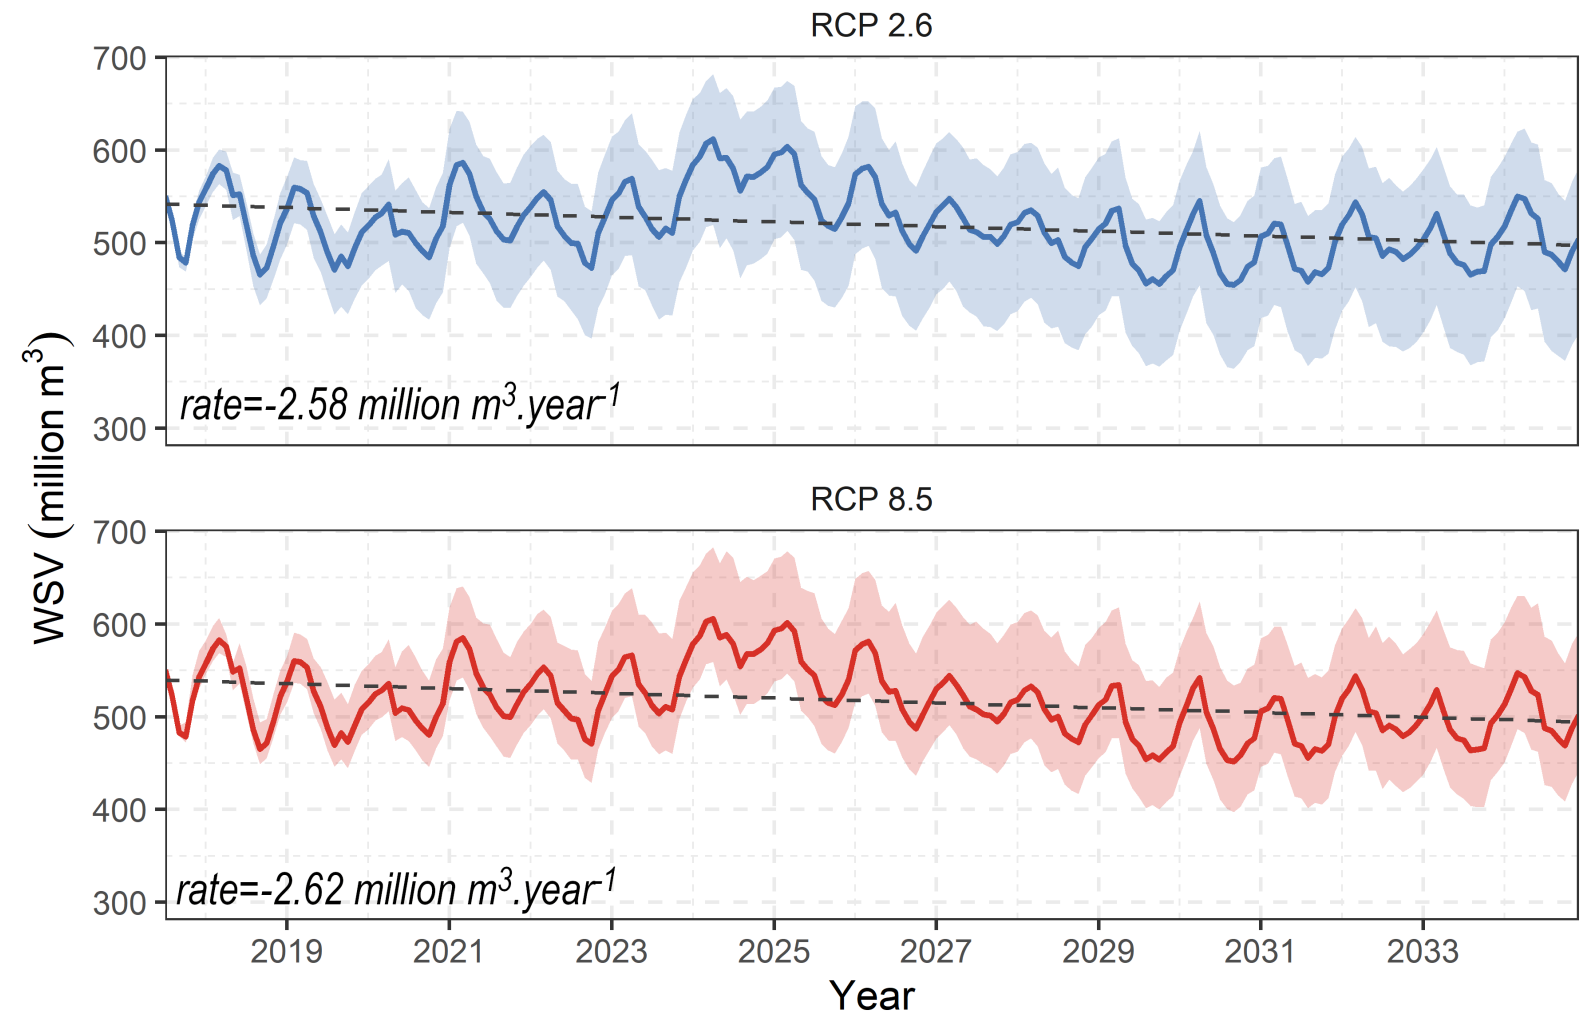 RCP 2.6
700
600
500
400
300
rate=-2.58 million m³.year⁻¹
WSV (million m³)
RCP 8.5
700
600
500
400
300
rate=-2.62 million m³.year⁻¹
2019 2021 2023 2025 2027 2029 2031 2033
Year